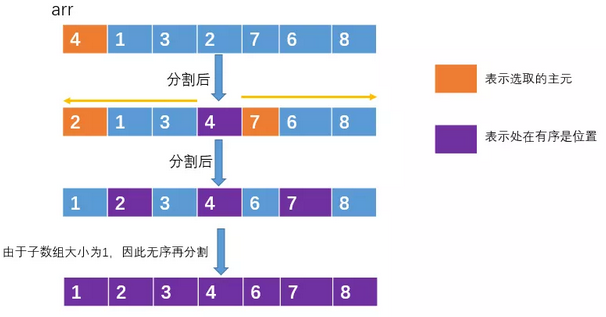 arr
4 1 3 2 7 6 8
分割后
表示选取的主元
2 1 3 4 7 6 8
表示处在有序是位置
分割后
1 2 3 4 6 7 8
由于子数组大小为1，因此无序再分割
1 2 3 4 6 7 8